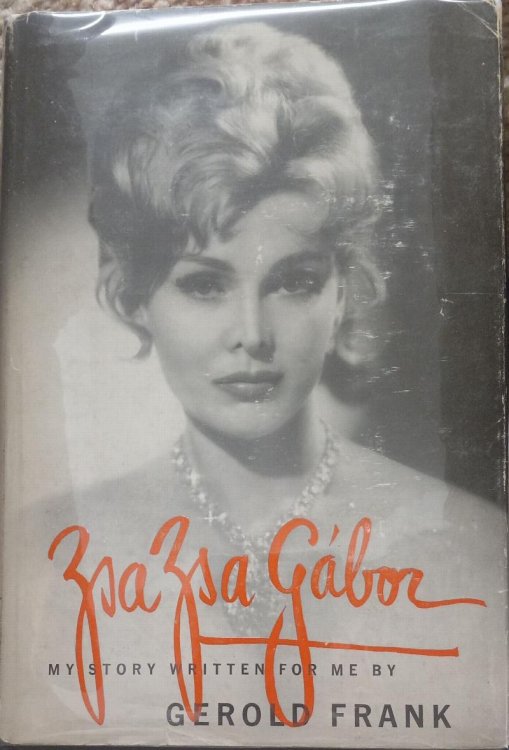 Zsa Zsa Gábor
MY STORY WRITTEN FOR ME BY
GEROLD FRANK